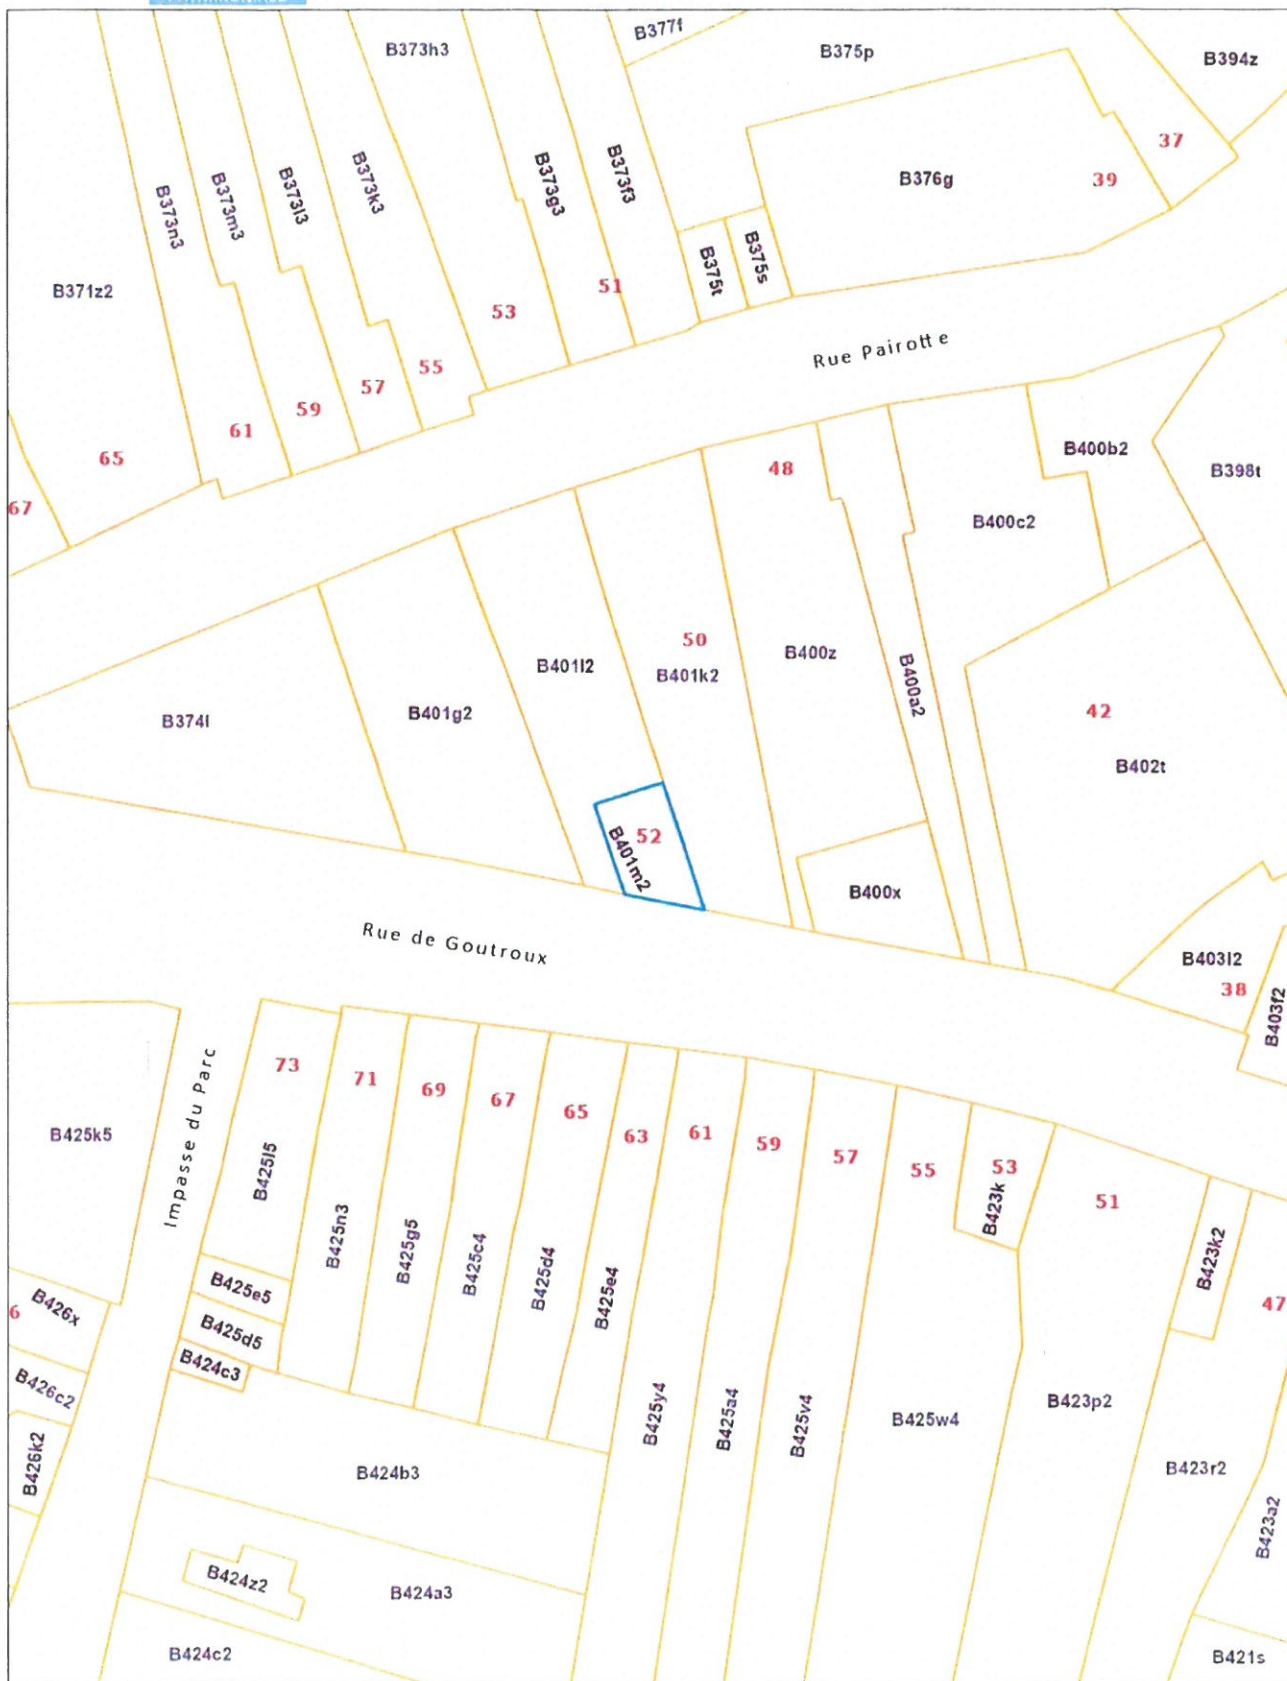 B377f
B373h3
B375p
B394z
37
B376g
39
B373k3
B373g3
B373f3
B373l3
B373m3
B373n3
B375s
B375t
B371z2
51
53
Rue Pairotte
55
57
59
61
65
67
48
B400b2
B398t
B400c2
50
B401l2
B401k2
B400z
B400a2
B374l
B401g2
42
B402t
52
B401m2
B400x
Rue de Goutroux
B403l2
38
B403f2
73
71
69
67
65
63
61
59
57
55
53
51
B425k5
Impasse du Parc
B425l5
B423k
B423k2
B425n3
B425g5
B425c4
B425d4
B425e4
B425e5
B426x
6
47
B425d5
B424c3
B426c2
B425y4
B425a4
B425v4
B425w4
B423p2
B426k2
B424b3
B423r2
B423a2
B424z2
B424a3
B424c2
B421s